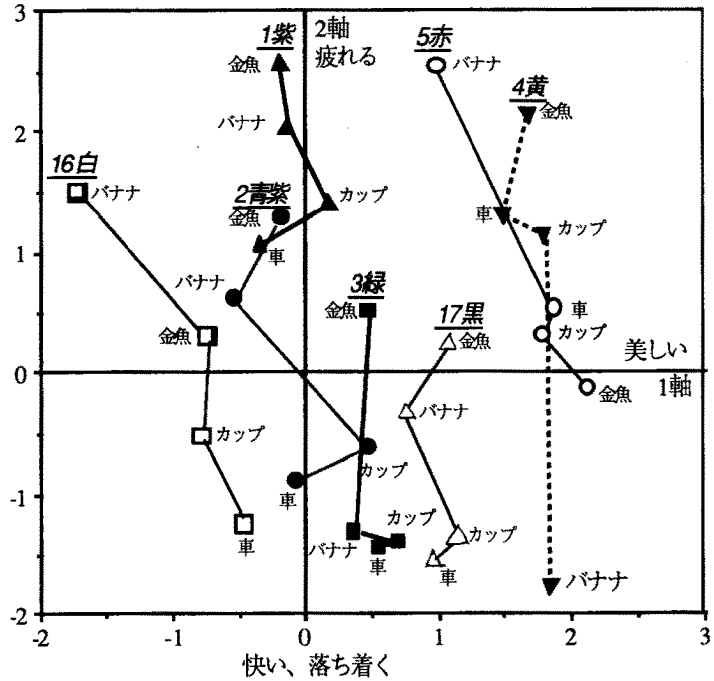 3
2軸
1紫
疲れる
5赤
金魚
バナナ
4黄
金魚
2
バナナ
16白
バナナ
2青紫
カップ
金魚
車
カップ
1
車
バナナ
3緑
金魚
17黒
車
金魚
カップ
金魚
美しい
0
1軸
金魚
バナナ
カップ
カップ
-1
車
カップ
カップ
バナナ
車
車
車
バナナ
-2
-2
-1
0
1
2
3
快い、落ち着く